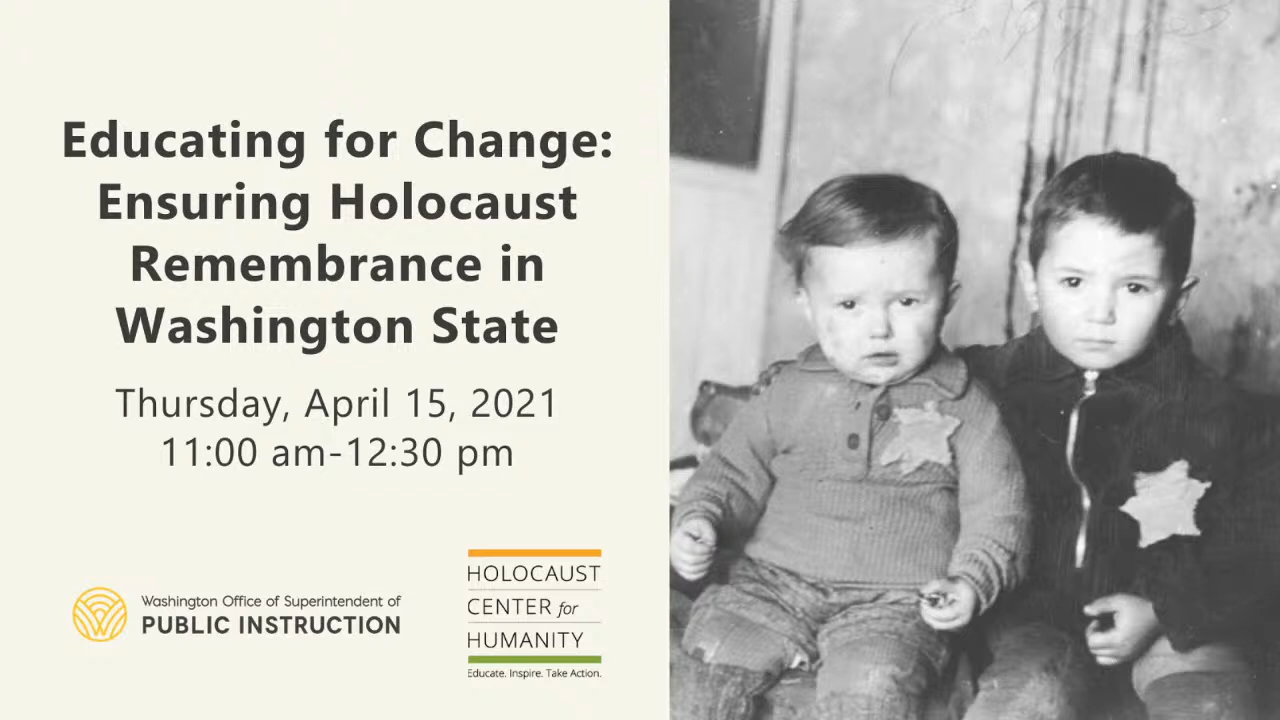 Educating for Change:
Ensuring Holocaust
Remembrance in
Washington State
Thursday, April 15, 2021
11:00 am-12:30 pm
Washington Office of Superintendent of
PUBLIC INSTRUCTION
HOLOCAUST
CENTER for
HUMANITY
Educate. Inspire. Take Action.